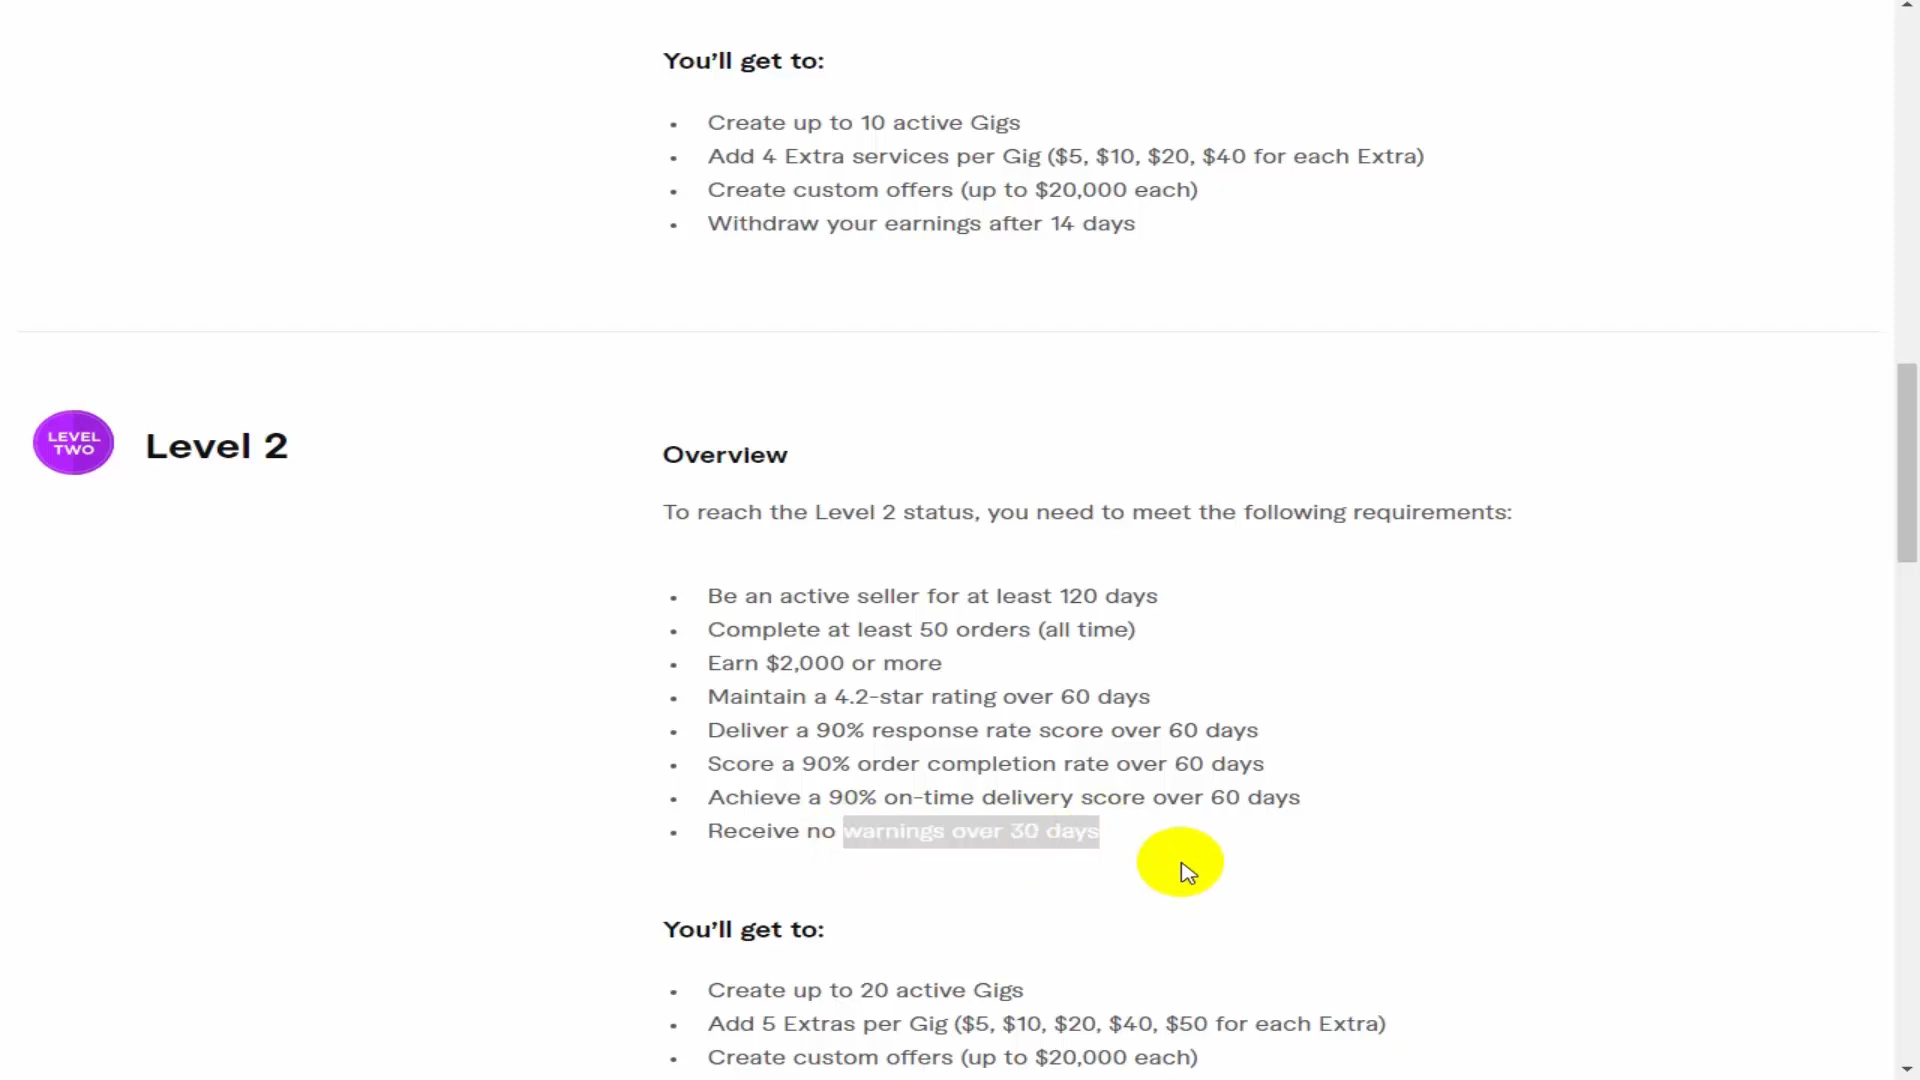 You'll get to:
• Create up to 10 active Gigs
• Add 4 Extra services per Gig ($5, $10, $20, $40 for each Extra)
• Create custom offers (up to $20,000 each)
• Withdraw your earnings after 14 days
LEVEL
TWO
Level 2
Overview
To reach the Level 2 status, you need to meet the following requirements:
• Be an active seller for at least 120 days
• Complete at least 50 orders (all time)
• Earn $2,000 or more
• Maintain a 4.2-star rating over 60 days
• Deliver a 90% response rate score over 60 days
• Score a 90% order completion rate over 60 days
• Achieve a 90% on-time delivery score over 60 days
• Receive no warnings over 30 days
You'll get to:
• Create up to 20 active Gigs
• Add 5 Extras per Gig ($5, $10, $20, $40, $50 for each Extra)
• Create custom offers (up to $20,000 each)